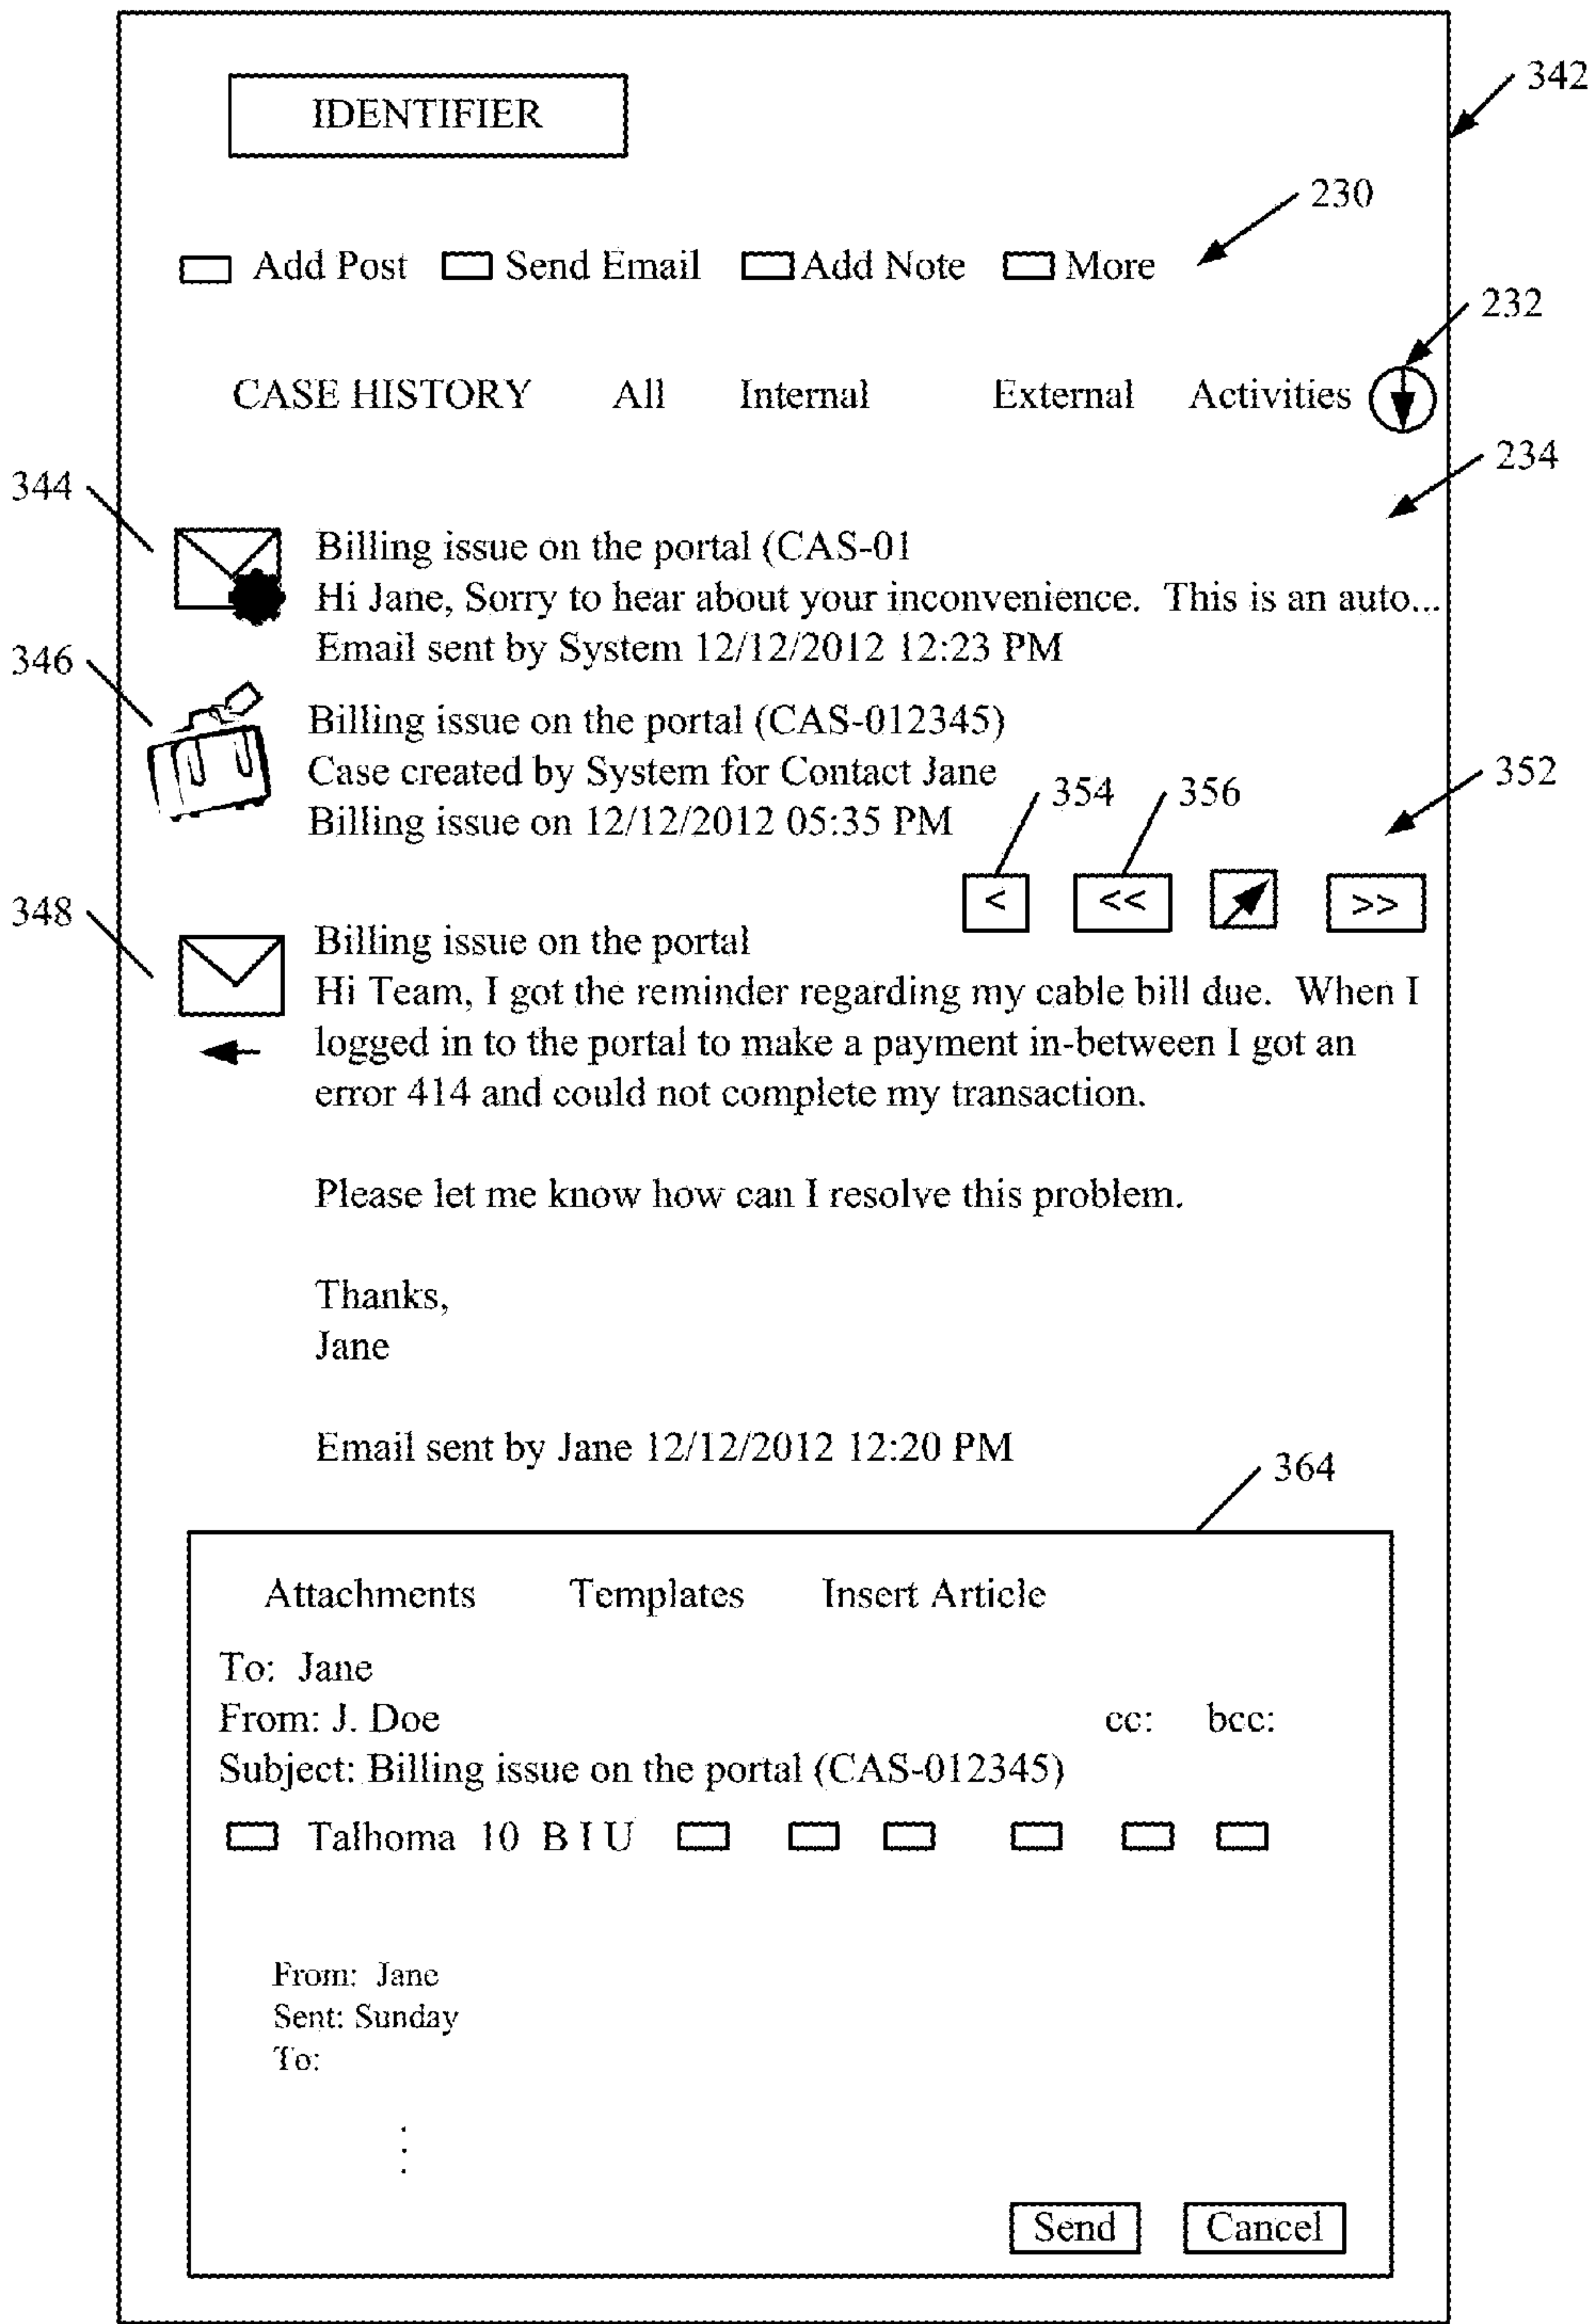 IDENTIFIER
342
230
Add Post Send Email Add Note More
232
CASE HISTORY All Internal External Activities
234
344
Billing issue on the portal (CAS-01
Hi Jane, Sorry to hear about your inconvenience. This is an auto...
Email sent by System 12/12/2012 12:23 PM
346
Billing issue on the portal (CAS-012345)
Case created by System for Contact Jane
Billing issue on 12/12/2012 05:35 PM
354 356 352
< << >>
348
Billing issue on the portal
Hi Team, I got the reminder regarding my cable bill due. When I
logged in to the portal to make a payment in-between I got an
error 414 and could not complete my transaction.
Please let me know how can I resolve this problem.
Thanks,
Jane
Email sent by Jane 12/12/2012 12:20 PM
364
Attachments Templates Insert Article
To: Jane
From: J. Doe cc: bcc:
Subject: Billing issue on the portal (CAS-012345)
Talhoma 10 B I U
From: Jane
Sent: Sunday
To:
Send Cancel